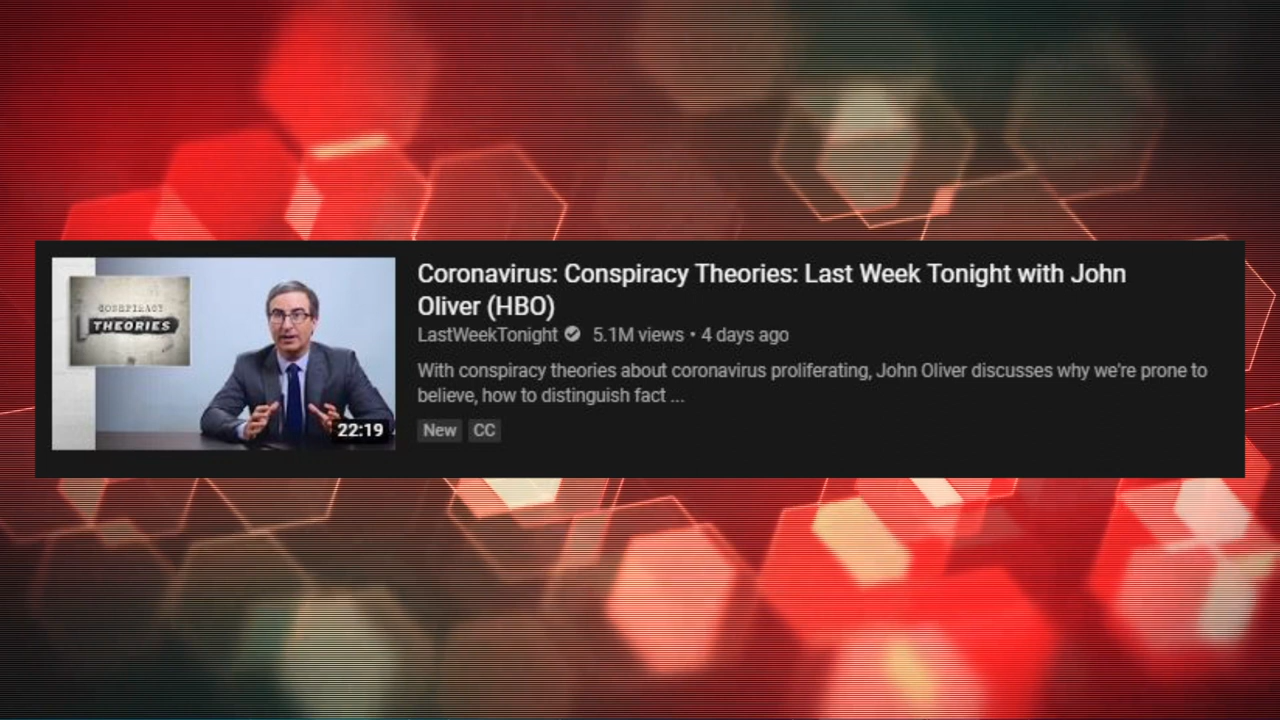 CONSPIRACY
THEORIES
22:19
Coronavirus: Conspiracy Theories: Last Week Tonight with John
Oliver (HBO)
LastWeekTonight 5.1M views • 4 days ago
With conspiracy theories about coronavirus proliferating, John Oliver discusses why we're prone to
believe, how to distinguish fact ...
New CC